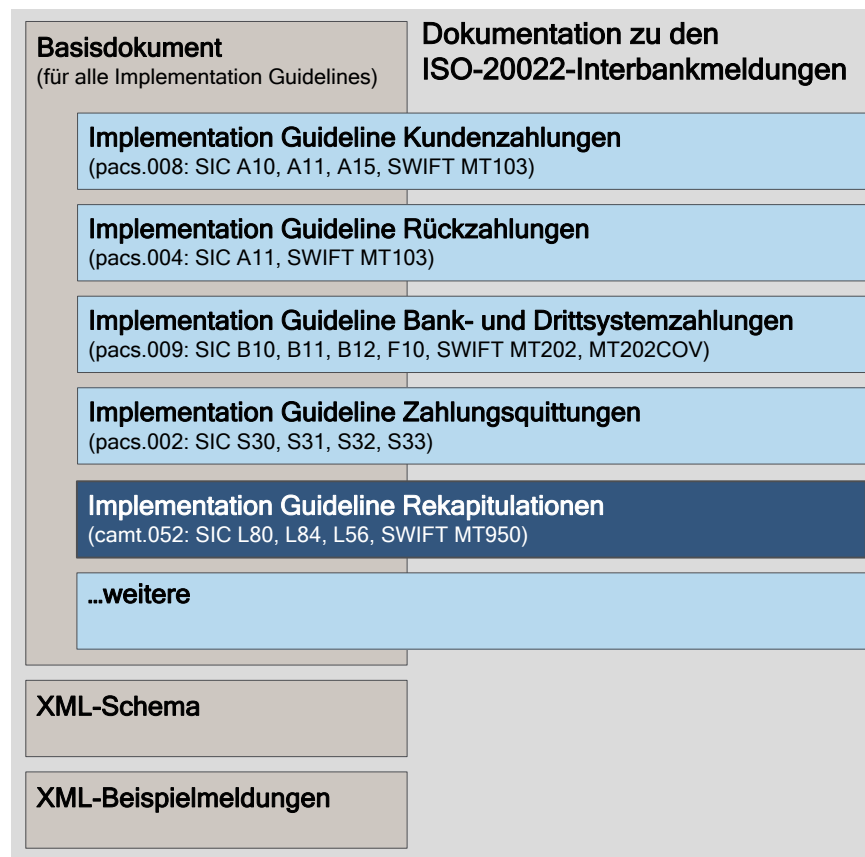 Basisdokument
(für alle Implementation Guidelines)
Dokumentation zu den
ISO-20022-Interbankmeldungen
Implementation Guideline Kundenzahlungen
(pacs.008: SIC A10, A11, A15, SWIFT MT103)
Implementation Guideline Rückzahlungen
(pacs.004: SIC A11, SWIFT MT103)
Implementation Guideline Bank- und Drittsystemzahlungen
(pacs.009: SIC B10, B11, B12, F10, SWIFT MT202, MT202COV)
Implementation Guideline Zahlungsquittungen
(pacs.002: SIC S30, S31, S32, S33)
Implementation Guideline Rekapitulationen
(camt.052: SIC L80, L84, L56, SWIFT MT950)
...weitere
XML-Schema
XML-Beispielmeldungen